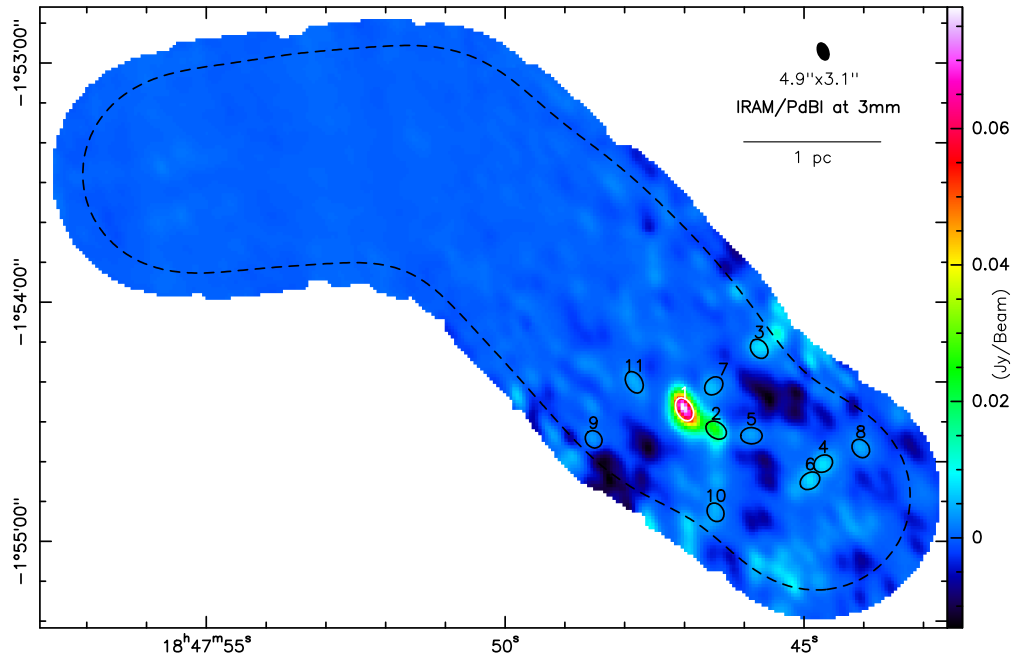 −1°53'00''
4.9''x3.1''
IRAM/PdBI at 3mm
1 pc
0.06
0.04
0.02
0
(Jy/Beam)
−1°54'00''
3
11
7
1
2
5
9
4
8
6
10
−1°55'00''
18ʰ47ᵐ55ˢ
50ˢ
45ˢ